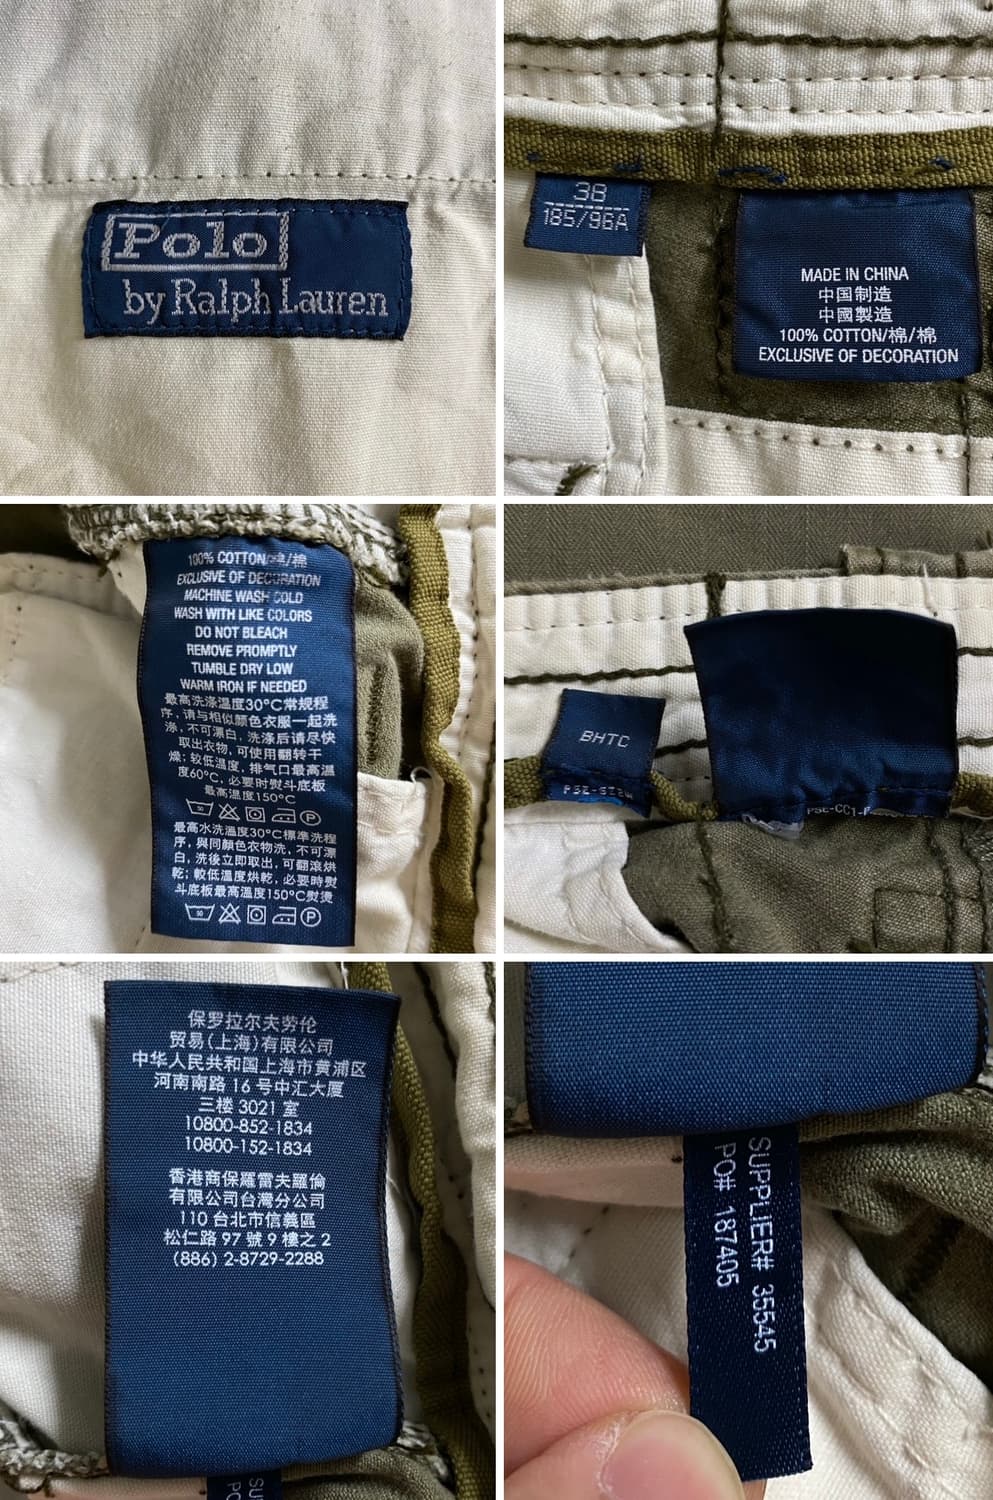 Polo
by Ralph Lauren
38
185/96A
MADE IN CHINA
中国制造
中國製造
100% COTTON/棉/棉
EXCLUSIVE OF DECORATION
100% COTTON/棉/棉
EXCLUSIVE OF DECORATION
MACHINE WASH COLD
WASH WITH LIKE COLORS
DO NOT BLEACH
REMOVE PROMPTLY
TUMBLE DRY LOW
WARM IRON IF NEEDED
最高洗涤温度30°C常规程
序，请与相似颜色衣服一起洗
涤，不可漂白，洗涤后请尽快
取出衣物，可使用翻转干
燥；较低温度，排气口最高温
度60°C，必要时熨斗底板
最高温度150°C
30
P
最高水洗溫度30°C標準洗程
序，與同顏色衣物洗，不可漂
白，洗後立即取出，可翻滾烘
乾；較低溫度烘乾，必要時熨
斗底板最高溫度150°C熨燙
30
P
BHTC
保罗拉尔夫劳伦
贸易(上海)有限公司
中华人民共和国上海市黄浦区
河南南路 16 号中汇大厦
三楼 3021 室
10800-852-1834
10800-152-1834
香港商保羅雷夫羅倫
有限公司台灣分公司
110 台北市信義區
松仁路 97 號 9 樓之 2
(886) 2-8729-2288
SU
PO
SUPPLIER# 35545
PO# 187405